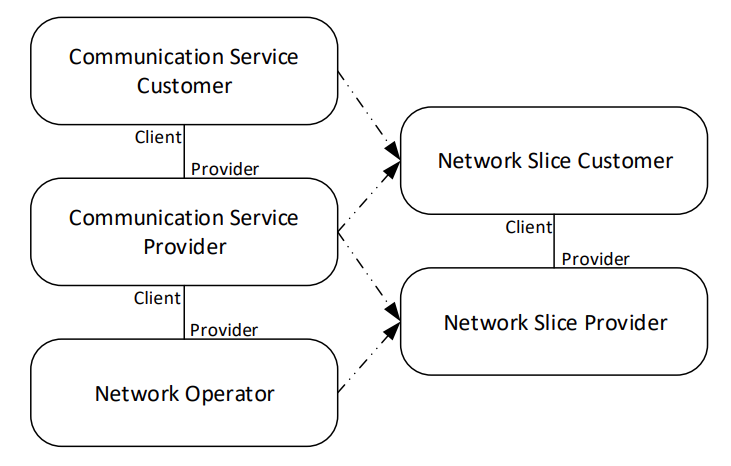 Communication Service
Customer
Client
Provider
Communication Service
Provider
Client
Provider
Network Operator
Network Slice Customer
Client
Provider
Network Slice Provider